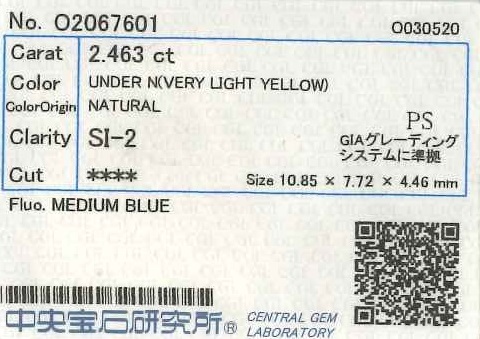 No. O2067601 O030520
Carat 2.463 ct
Color UNDER N(VERY LIGHT YELLOW)
ColorOrigin NATURAL
Clarity SI-2
PS
GIAグレーディング
システムに準拠
Cut ****
Size 10.85 × 7.72 × 4.46 mm
Fluo. MEDIUM BLUE
中央宝石研究所® CENTRAL GEM
LABORATORY